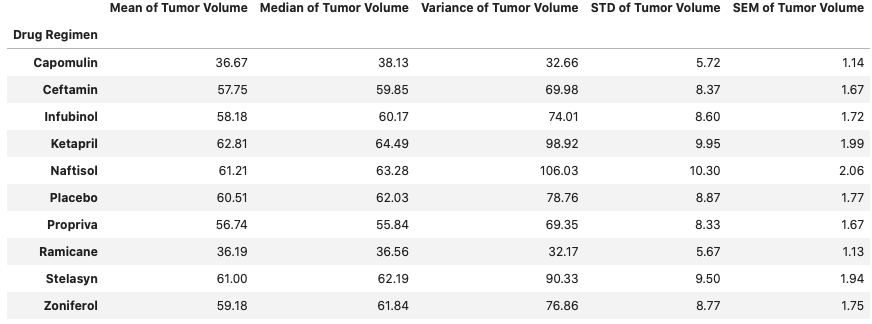 Mean of Tumor Volume Median of Tumor Volume Variance of Tumor Volume STD of Tumor Volume SEM of Tumor Volume
Drug Regimen
Capomulin 36.67 38.13 32.66 5.72 1.14
Ceftamin 57.75 59.85 69.98 8.37 1.67
Infubinol 58.18 60.17 74.01 8.60 1.72
Ketapril 62.81 64.49 98.92 9.95 1.99
Naftisol 61.21 63.28 106.03 10.30 2.06
Placebo 60.51 62.03 78.76 8.87 1.77
Propriva 56.74 55.84 69.35 8.33 1.67
Ramicane 36.19 36.56 32.17 5.67 1.13
Stelasyn 61.00 62.19 90.33 9.50 1.94
Zoniferol 59.18 61.84 76.86 8.77 1.75